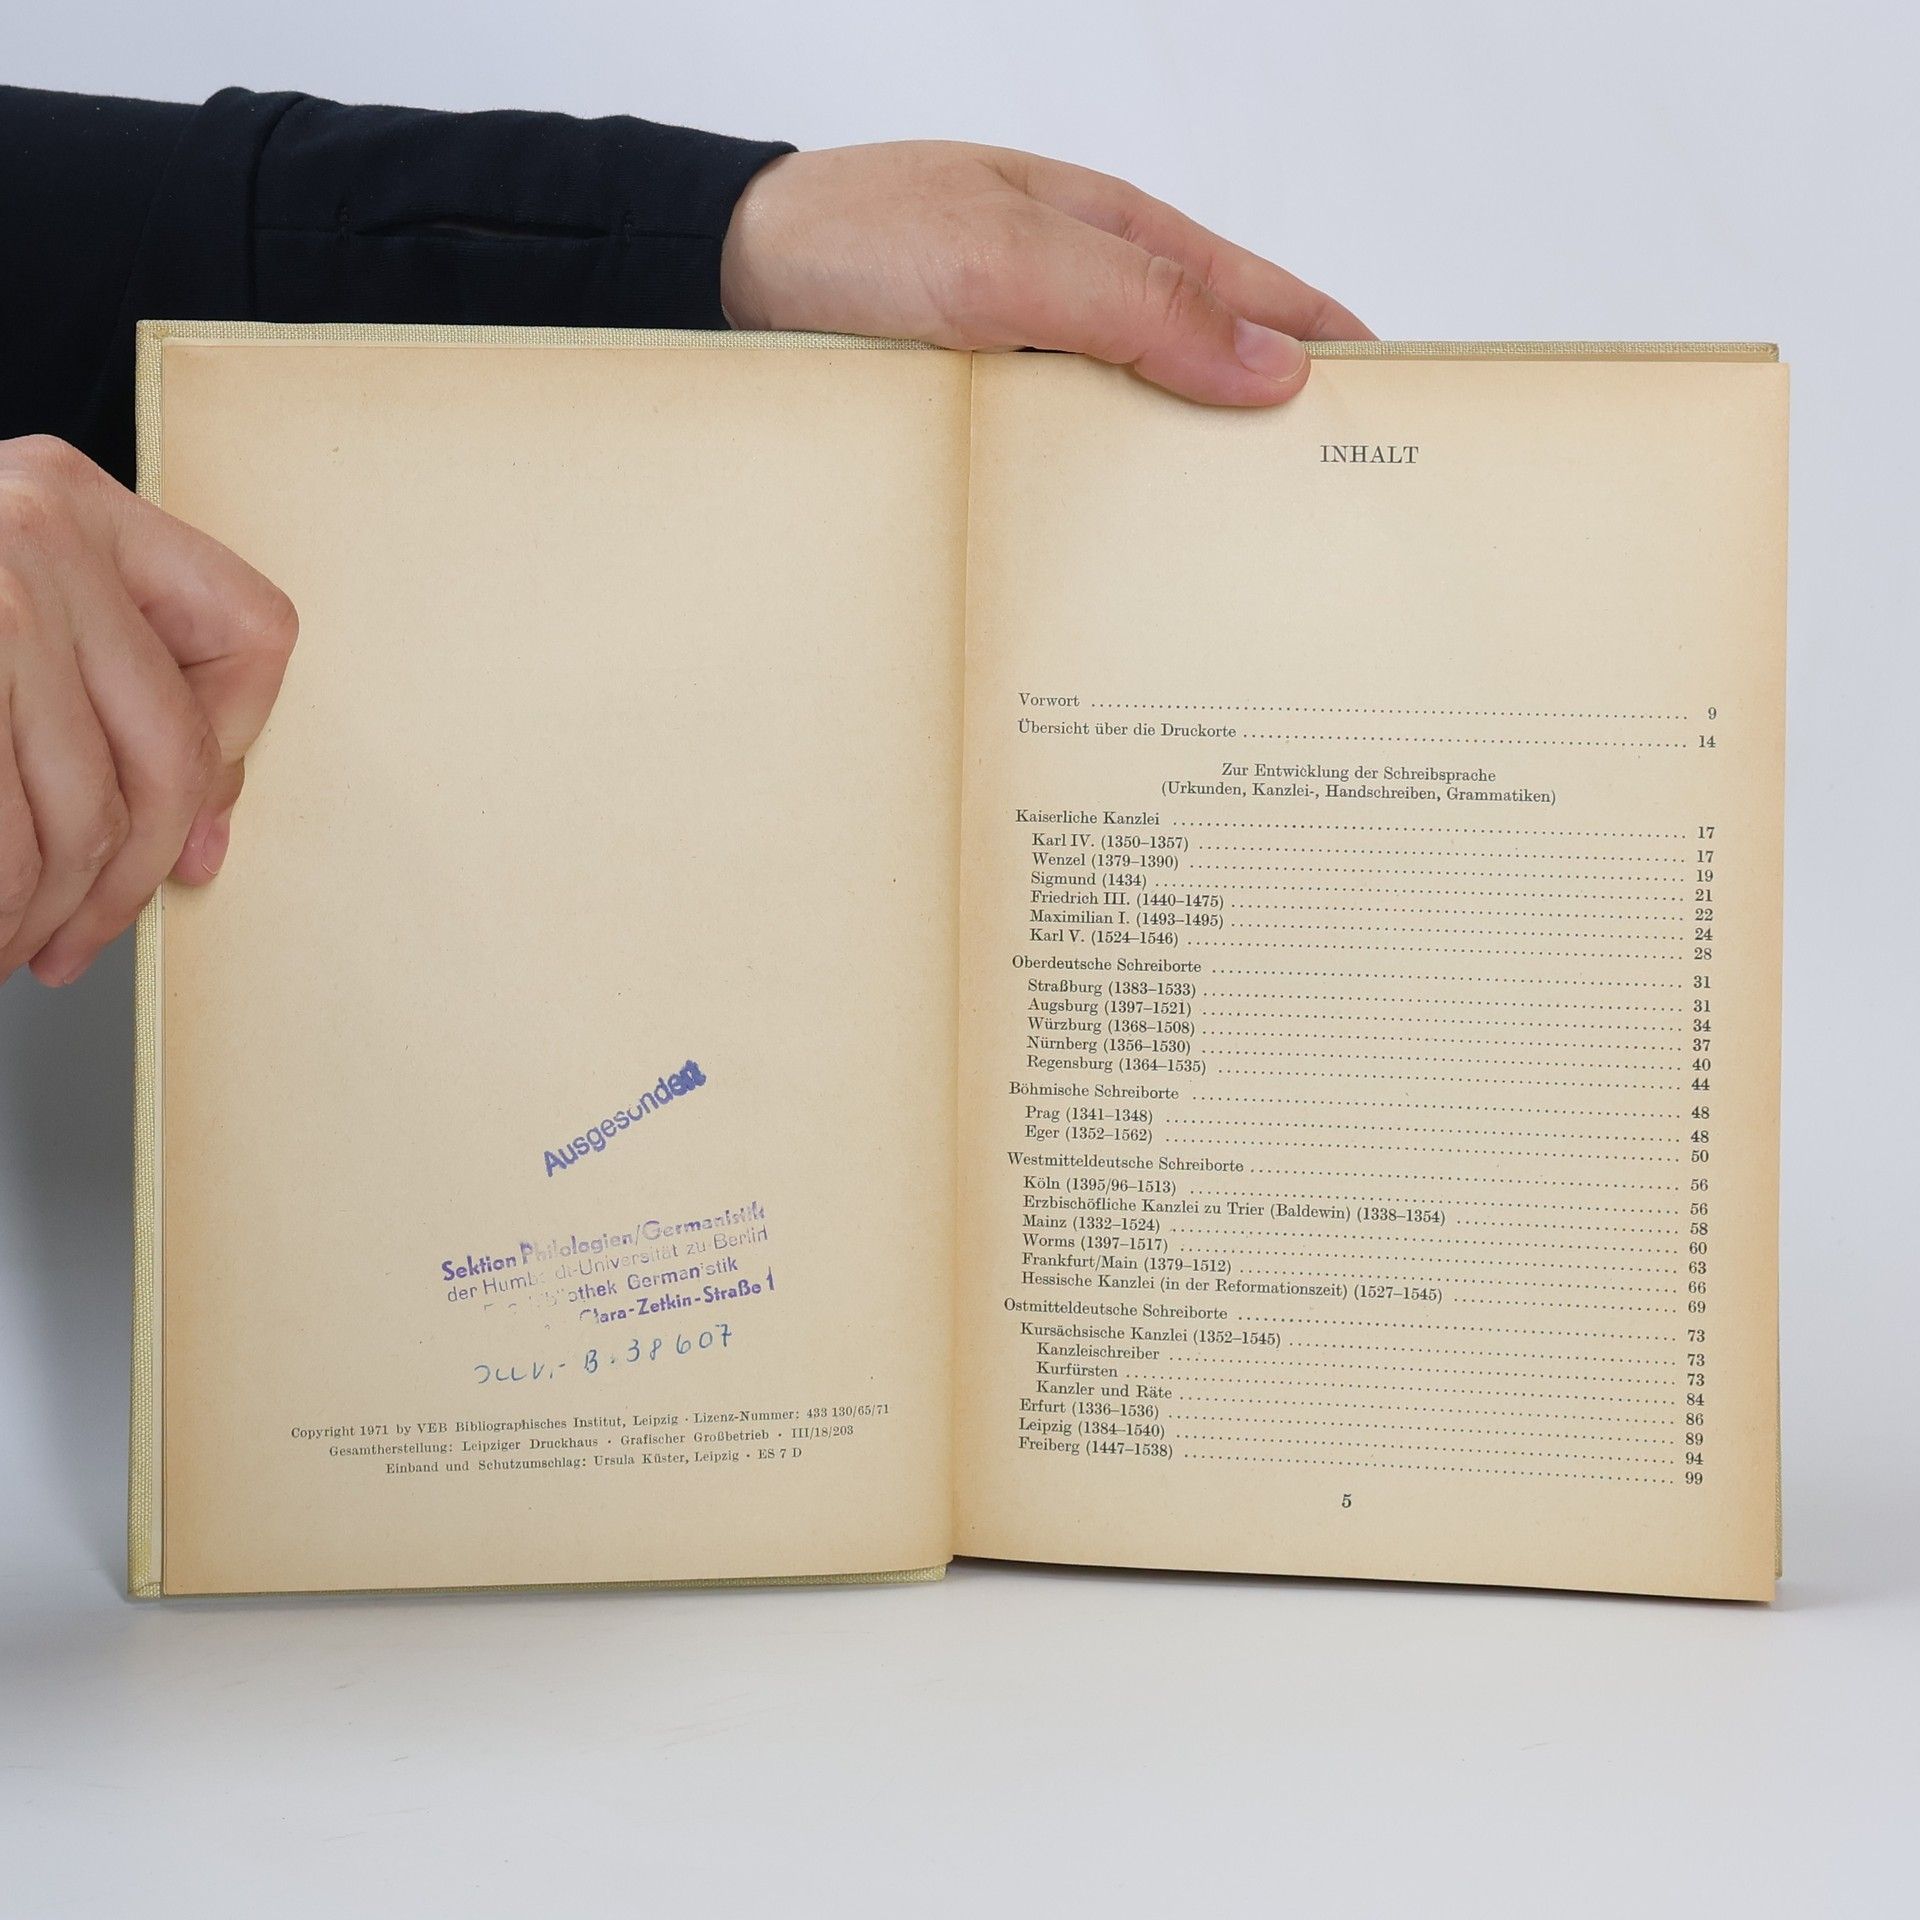 Ausgesondert
Sektion Philologien/Germanistik
der Humboldt-Universität zu Berlin
Germanistik
Clara-Zetkin-Straße 1
B. 38 607
Copyright 1971 by VEB Bibliographisches Institut, Leipzig · Lizenz-Nummer: 433 130/65/71
Gesamtherstellung: Leipziger Druckhaus · Grafischer Großbetrieb · III/18/203
Einband und Schutzumschlag: Ursula Küster, Leipzig · ES 7 D
INHALT
Vorwort 9
Übersicht über die Druckorte 14
Zur Entwicklung der Schreibsprache
(Urkunden, Kanzlei-, Handschreiben, Grammatiken)
Kaiserliche Kanzlei 17
Karl IV. (1350–1357) 17
Wenzel (1379–1390) 19
Sigmund (1434) 21
Friedrich III. (1440–1475) 22
Maximilian I. (1493–1495) 24
Karl V. (1524–1546) 28
Oberdeutsche Schreiborte 31
Straßburg (1383–1533) 31
Augsburg (1397–1521) 34
Würzburg (1368–1508) 37
Nürnberg (1356–1530) 40
Regensburg (1364–1535) 44
Böhmische Schreiborte 48
Prag (1341–1348) 48
Eger (1352–1562) 50
Westmitteldeutsche Schreiborte 56
Köln (1395/96–1513) 56
Erzbischöfliche Kanzlei zu Trier (Baldewin) (1338–1354) 58
Mainz (1332–1524) 60
Worms (1397–1517) 63
Frankfurt/Main (1379–1512) 66
Hessische Kanzlei (in der Reformationszeit) (1527–1545) 69
Ostmitteldeutsche Schreiborte 73
Kursächsische Kanzlei (1352–1545) 73
Kanzleischreiber 73
Kurfürsten 84
Kanzler und Räte 86
Erfurt (1336–1536) 89
Leipzig (1384–1540) 94
Freiberg (1447–1538) 99
5